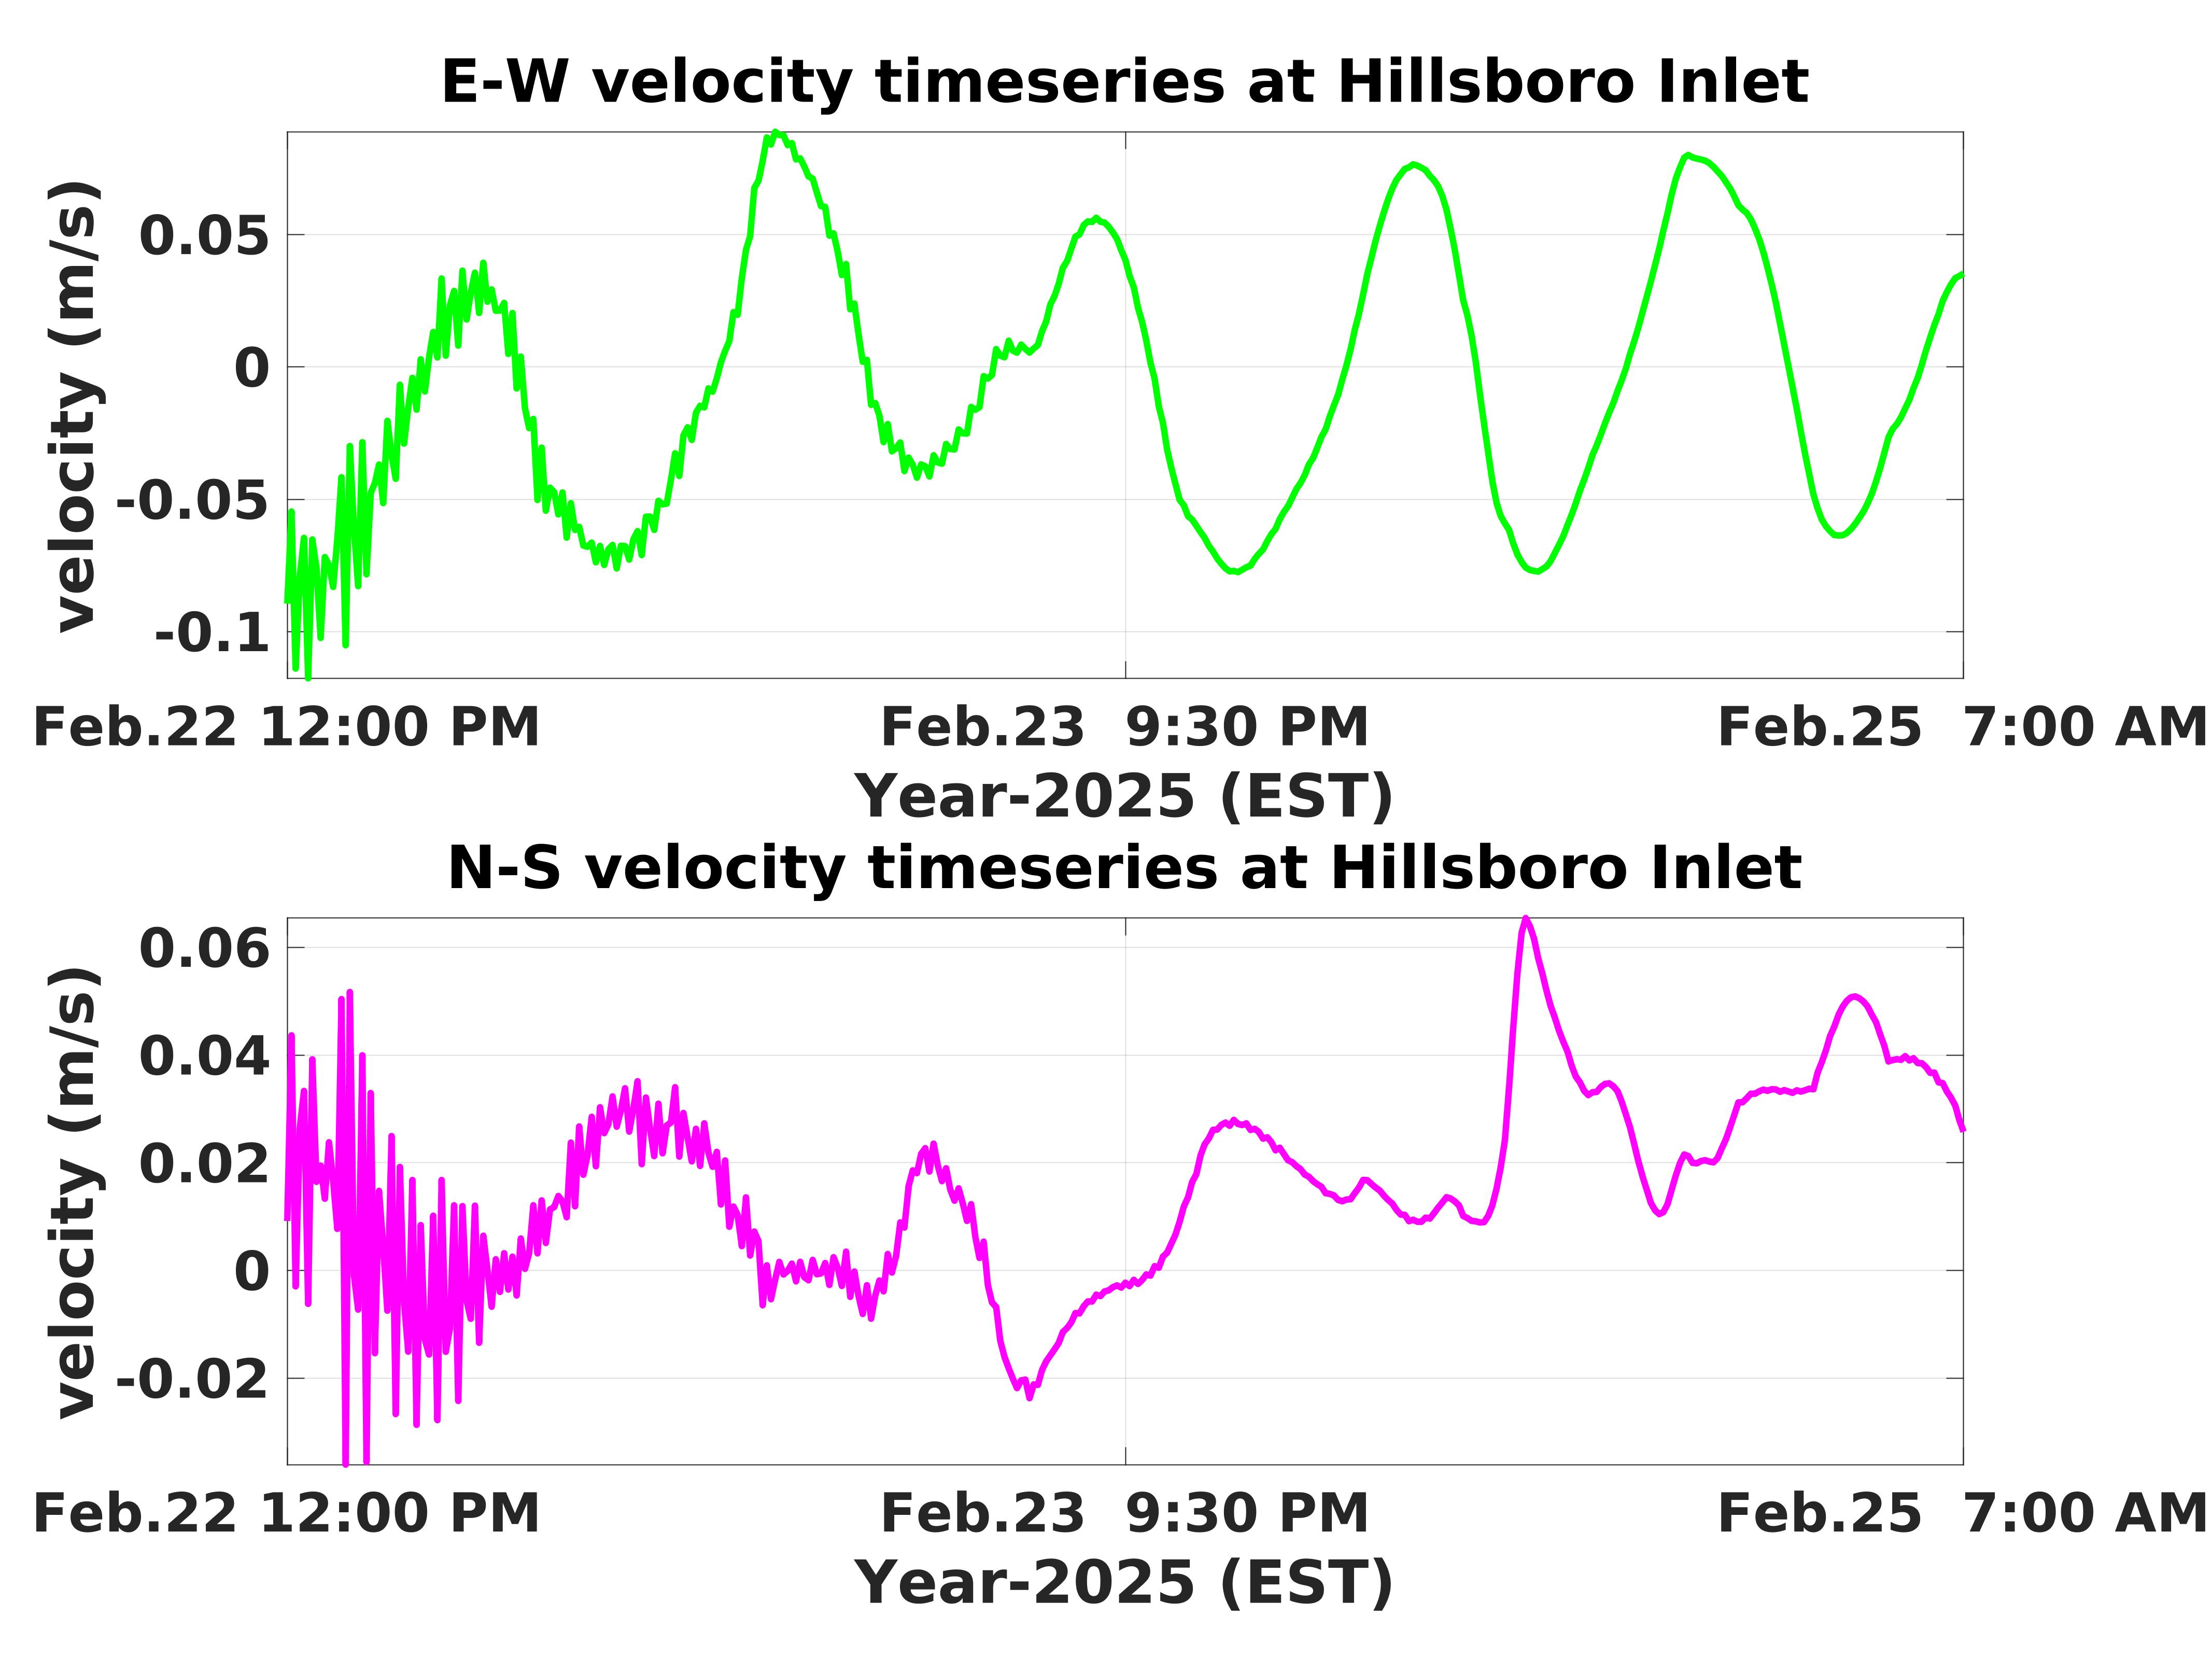 E-W velocity timeseries at Hillsboro Inlet
velocity (m/s)
0.05
0
-0.05
-0.1
Feb.22 12:00 PM Feb.23  9:30 PM Feb.25  7:00 AM
Year-2025 (EST)
N-S velocity timeseries at Hillsboro Inlet
velocity (m/s)
0.06
0.04
0.02
0
-0.02
Feb.22 12:00 PM Feb.23  9:30 PM Feb.25  7:00 AM
Year-2025 (EST)